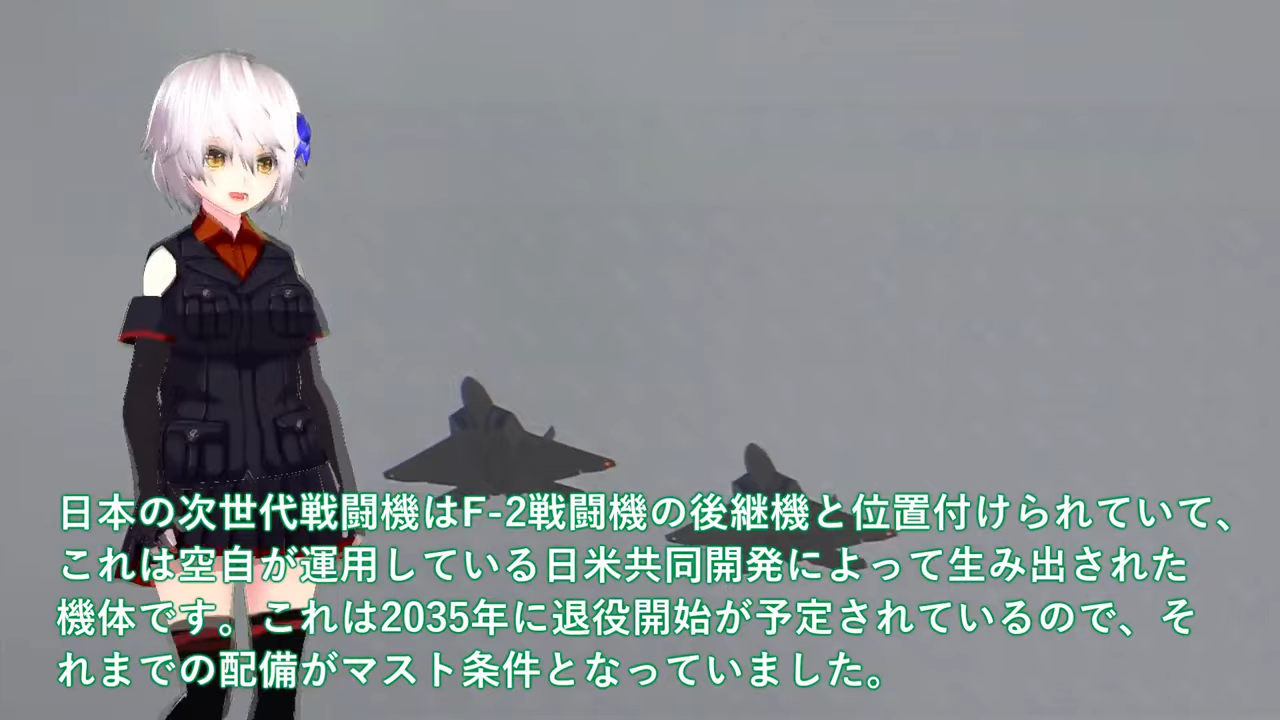 日本の次世代戦闘機はF-2戦闘機の後継機と位置付けられていて、
これは空自が運用している日米共同開発によって生み出された
機体です。これは2035年に退役開始が予定されているので、そ
れまでの配備がマスト条件となっていました。